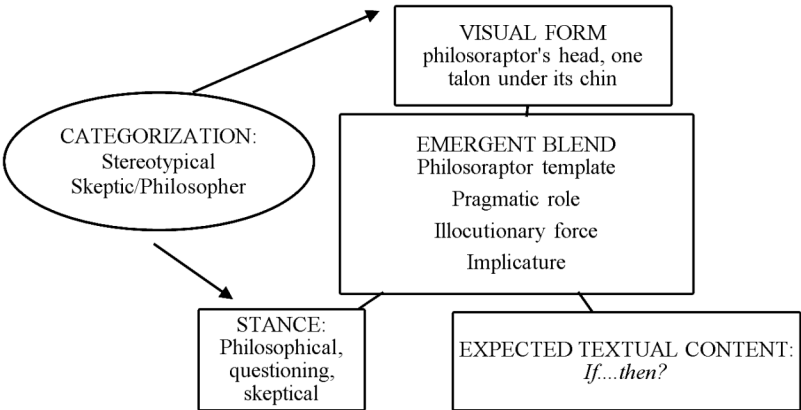 VISUAL FORM
philosoraptor's head, one
talon under its chin
CATEGORIZATION:
Stereotypical
Skeptic/Philosopher
EMERGENT BLEND
Philosoraptor template
Pragmatic role
Illocutionary force
Implicature
STANCE:
Philosophical,
questioning,
skeptical
EXPECTED TEXTUAL CONTENT:
If....then?